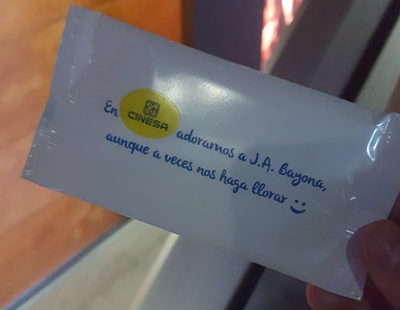 En CINESA adoramos a J.A. Bayona,
aunque a veces nos haga llorar